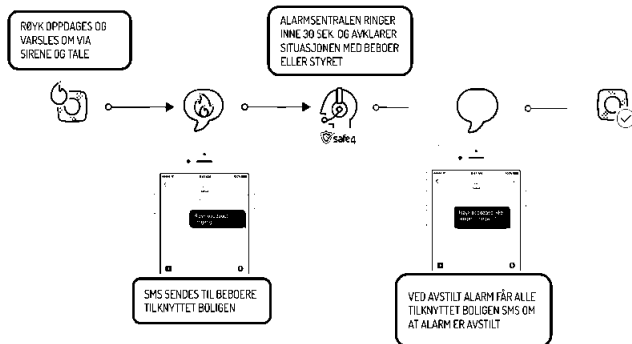 RØYK OPPDAGES OG
VARSLES OM VIA
SIRENE OG TALE
ALARMSENTRALEN RINGER
INNE 30 SEK. OG AVKLARER
SITUASJONEN MED BEBOER
ELLER STYRET
safe4
SMS SENDES TIL BEBOERE
TILKNYTTET BOLIGEN
VED AVSTILT ALARM FÅR ALLE
TILKNYTTET BOLIGEN SMS OM
AT ALARM ER AVSTILT